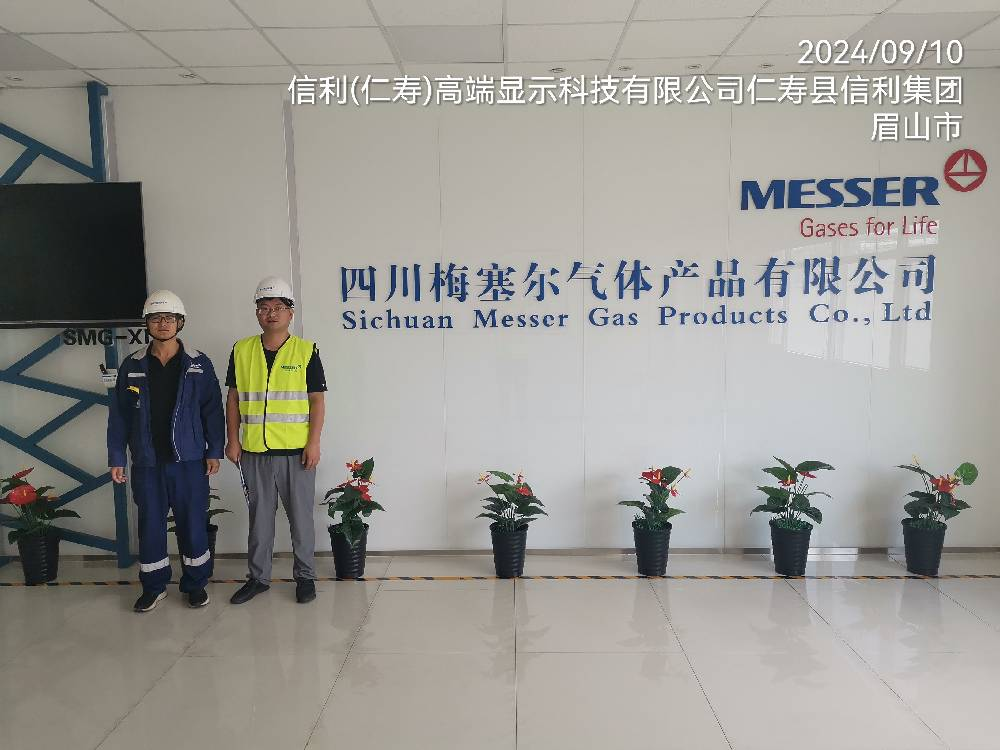 2024/09/10
信利(仁寿)高端显示科技有限公司仁寿县信利集团
眉山市
MESSER
Gases for Life
四川梅塞尔气体产品有限公司
Sichuan Messer Gas Products Co., Ltd
SMG-X
MESSER